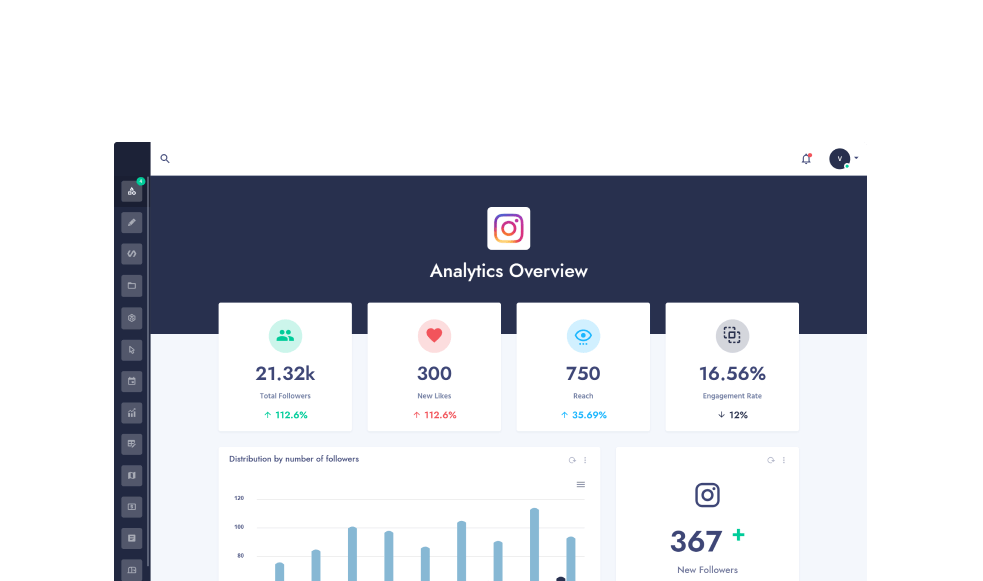 V
Analytics Overview
21.32k
Total Followers
↑ 112.6%
300
New Likes
↑ 112.6%
750
Reach
↑ 35.69%
16.56%
Engagement Rate
↓ 12%
Distribution by number of followers
120
100
80
367 +
New Followers